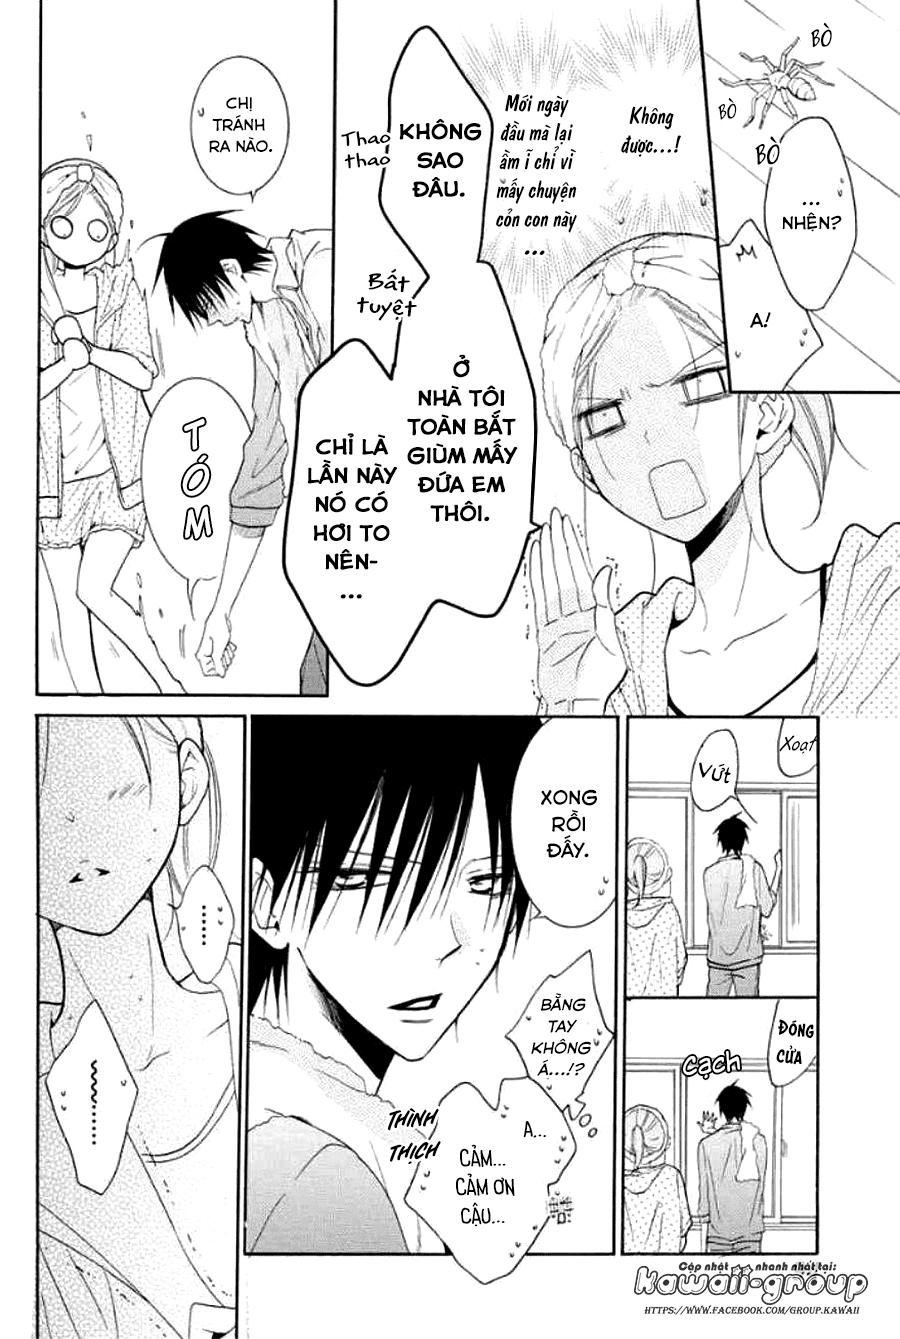 BÒ
BÒ
BÒ
...
NHỆN?
A!
Không
được...!
Mới ngày
đầu mà lại
ầm ĩ chỉ vì
mấy chuyện
cỏn con này
...
KHÔNG
SAO
ĐÂU.
Thao
thao
Bất
tuyệt
Ở
NHÀ TÔI
TOÀN BẮT
GIÙM MẤY
ĐỨA EM
THÔI.
CHỈ LÀ
LẦN NÀY
NÓ CÓ
HƠI TO
NÊN-
...
CHỊ
TRÁNH
RA NÀO.
TÓM
Xoạt
Vứt
ĐÓNG
CỬA
Cạch
XONG
RỒI
ĐẤY.
BẰNG
TAY
KHÔNG
Á...!?
A...
CẢM...
CẢM ƠN
CẬU...
THÌNH
THỊCH
Cập nhật nhanh nhất tại:
kawaii-group
HTTPS://WWW.FACEBOOK.COM/GROUP.KAWAII